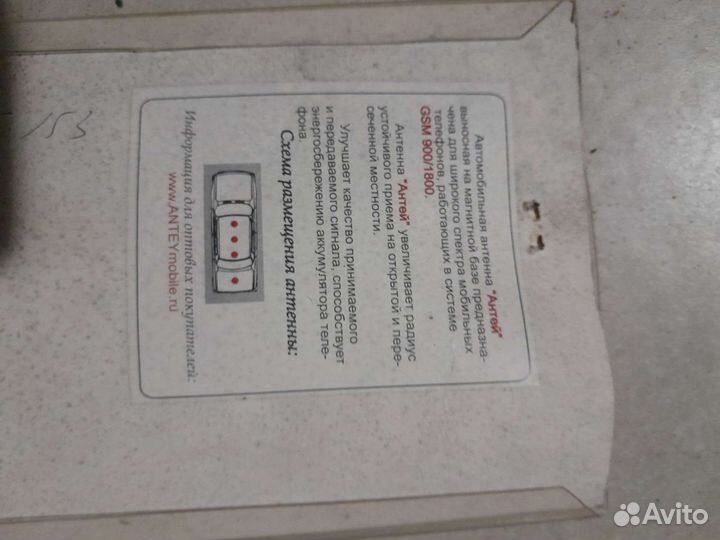 Автомобильная антенна "Антей"
выносная на магнитной базе предназна-
чена для широкого спектра мобильных
телефонов, работающих в системе
GSM 900/1800.
Антенна "Антей" увеличивает радиус
устойчивого приема на открытой и пере-
сеченной местности.
Улучшает качество принимаемого
и передаваемого сигнала, способствует
энергосбережению аккумулятора теле-
фона.
Схема размещения антенны:
Информация для оптовых покупателей:
www.ANTEYmobile.ru
153
Avito